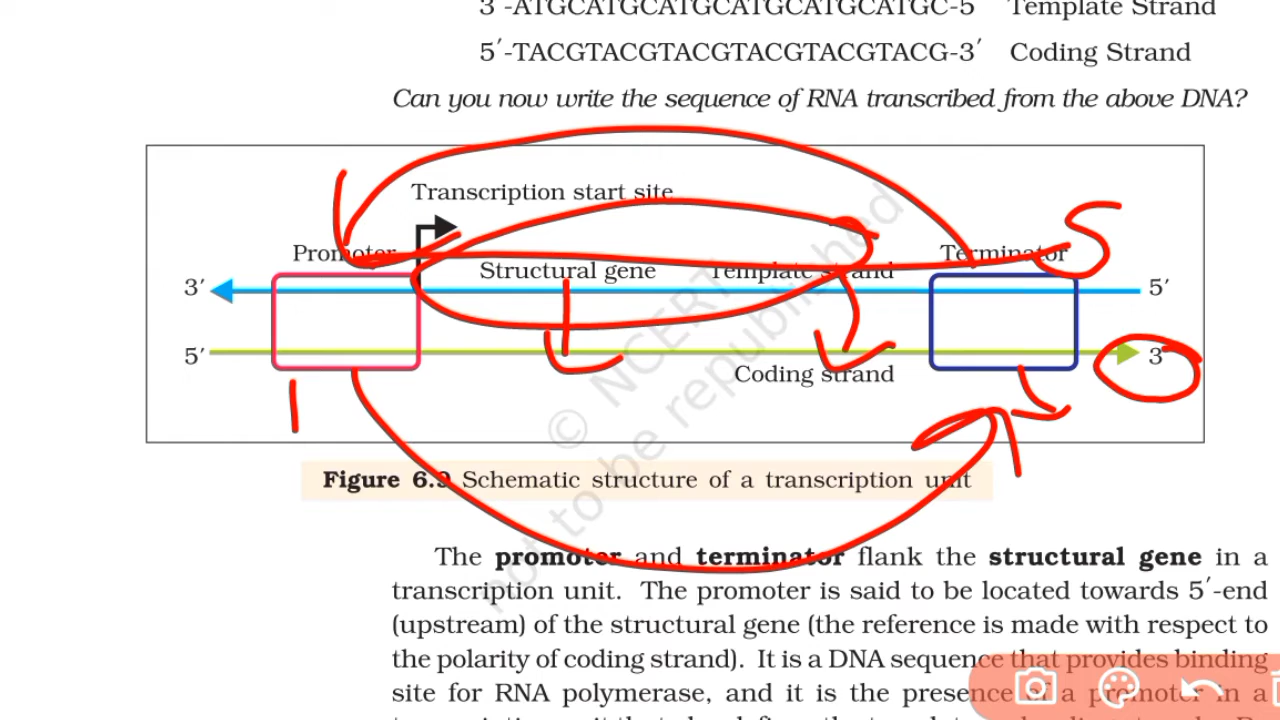 3′-ATGCATGCATGCATGCATGCATGC-5′ Template Strand
5′-TACGTACGTACGTACGTACGTACG-3′ Coding Strand
Can you now write the sequence of RNA transcribed from the above DNA?
Transcription start site
Promoter
Terminator
Structural gene
Template strand
3′
5′
5′
3′
Coding strand
© NCERT
not to be republished
Figure 6.9 Schematic structure of a transcription unit
The promoter and terminator flank the structural gene in a
transcription unit. The promoter is said to be located towards 5′-end
(upstream) of the structural gene (the reference is made with respect to
the polarity of coding strand). It is a DNA sequence that provides binding
site for RNA polymerase, and it is the presence of a promoter in a